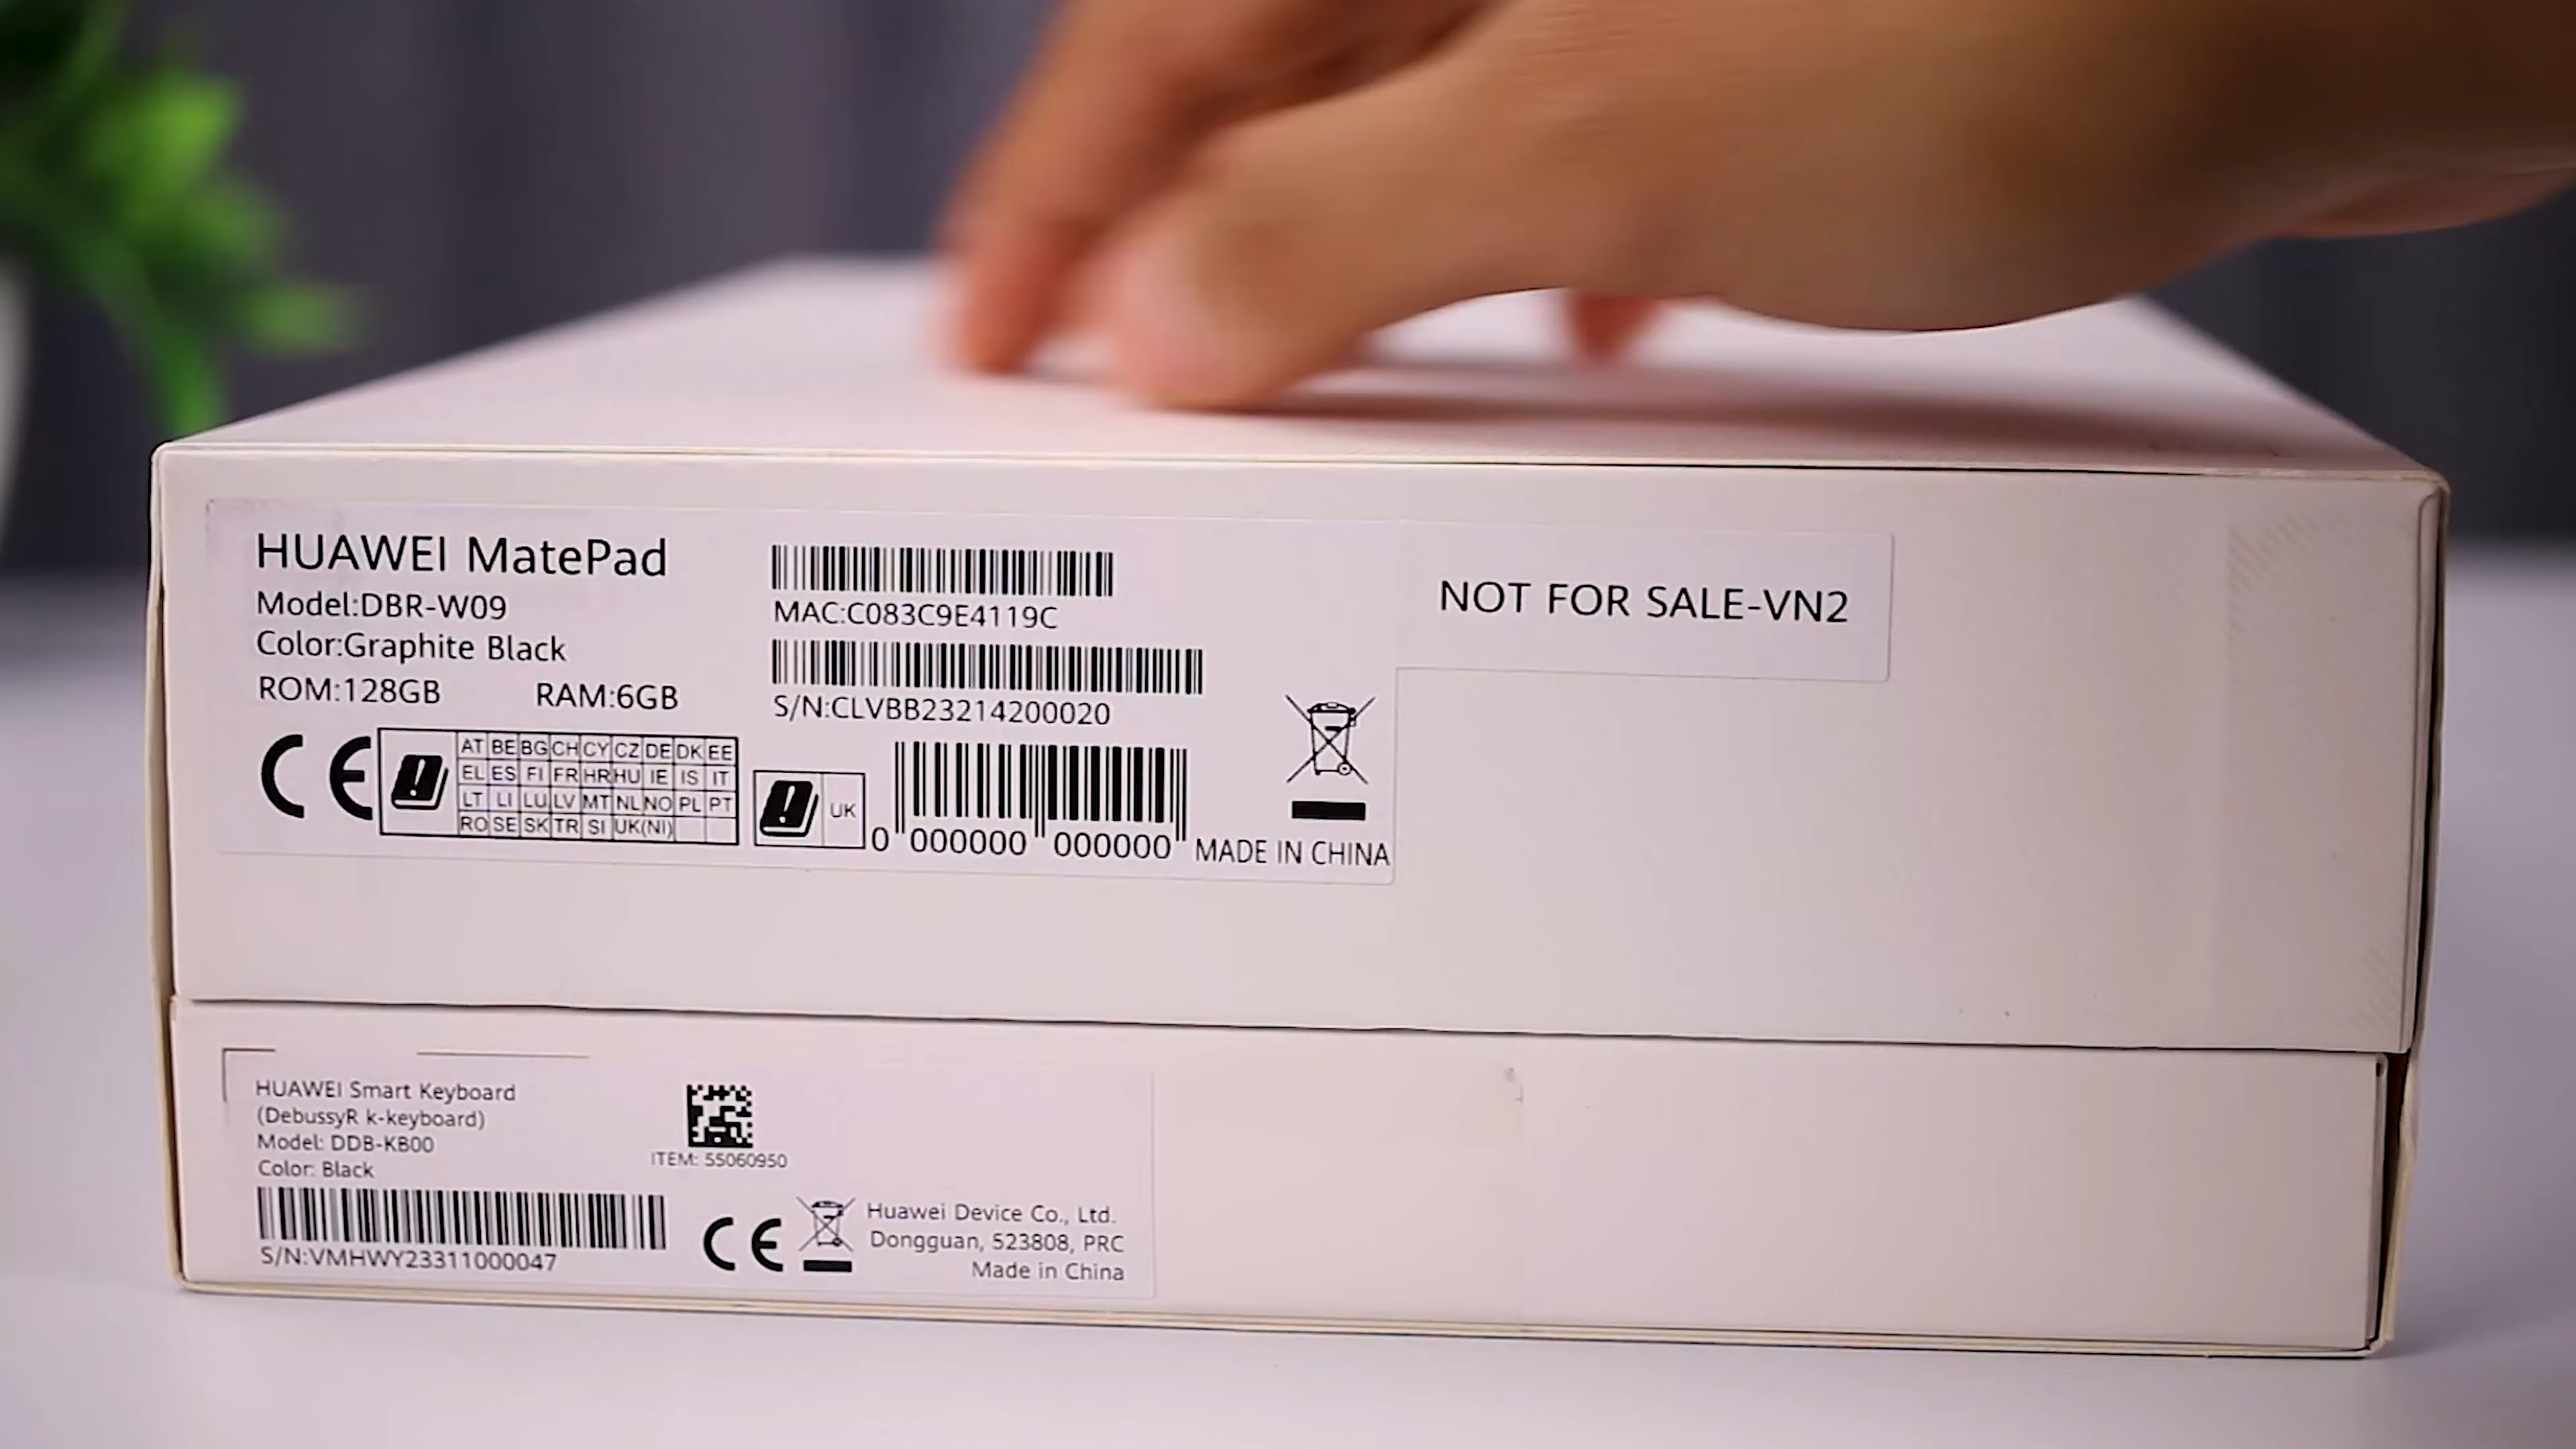 HUAWEI MatePad
Model:DBR-W09
Color:Graphite Black
ROM:128GB RAM:6GB
MAC:C083C9E4119C
S/N:CLVBB23214200020
NOT FOR SALE-VN2
CE
AT BE BG CH CY CZ DE DK EE
EL ES FI FR HR HU IE IS IT
LT LI LU LV MT NL NO PL PT
RO SE SK TR SI UK(NI)
UK
0 000000 000000
MADE IN CHINA
HUAWEI Smart Keyboard
(DebussyR k-keyboard)
Model: DDB-KB00
Color: Black
ITEM: 55060950
S/N:VMHWY23311000047
CE
Huawei Device Co., Ltd.
Dongguan, 523808, PRC
Made in China